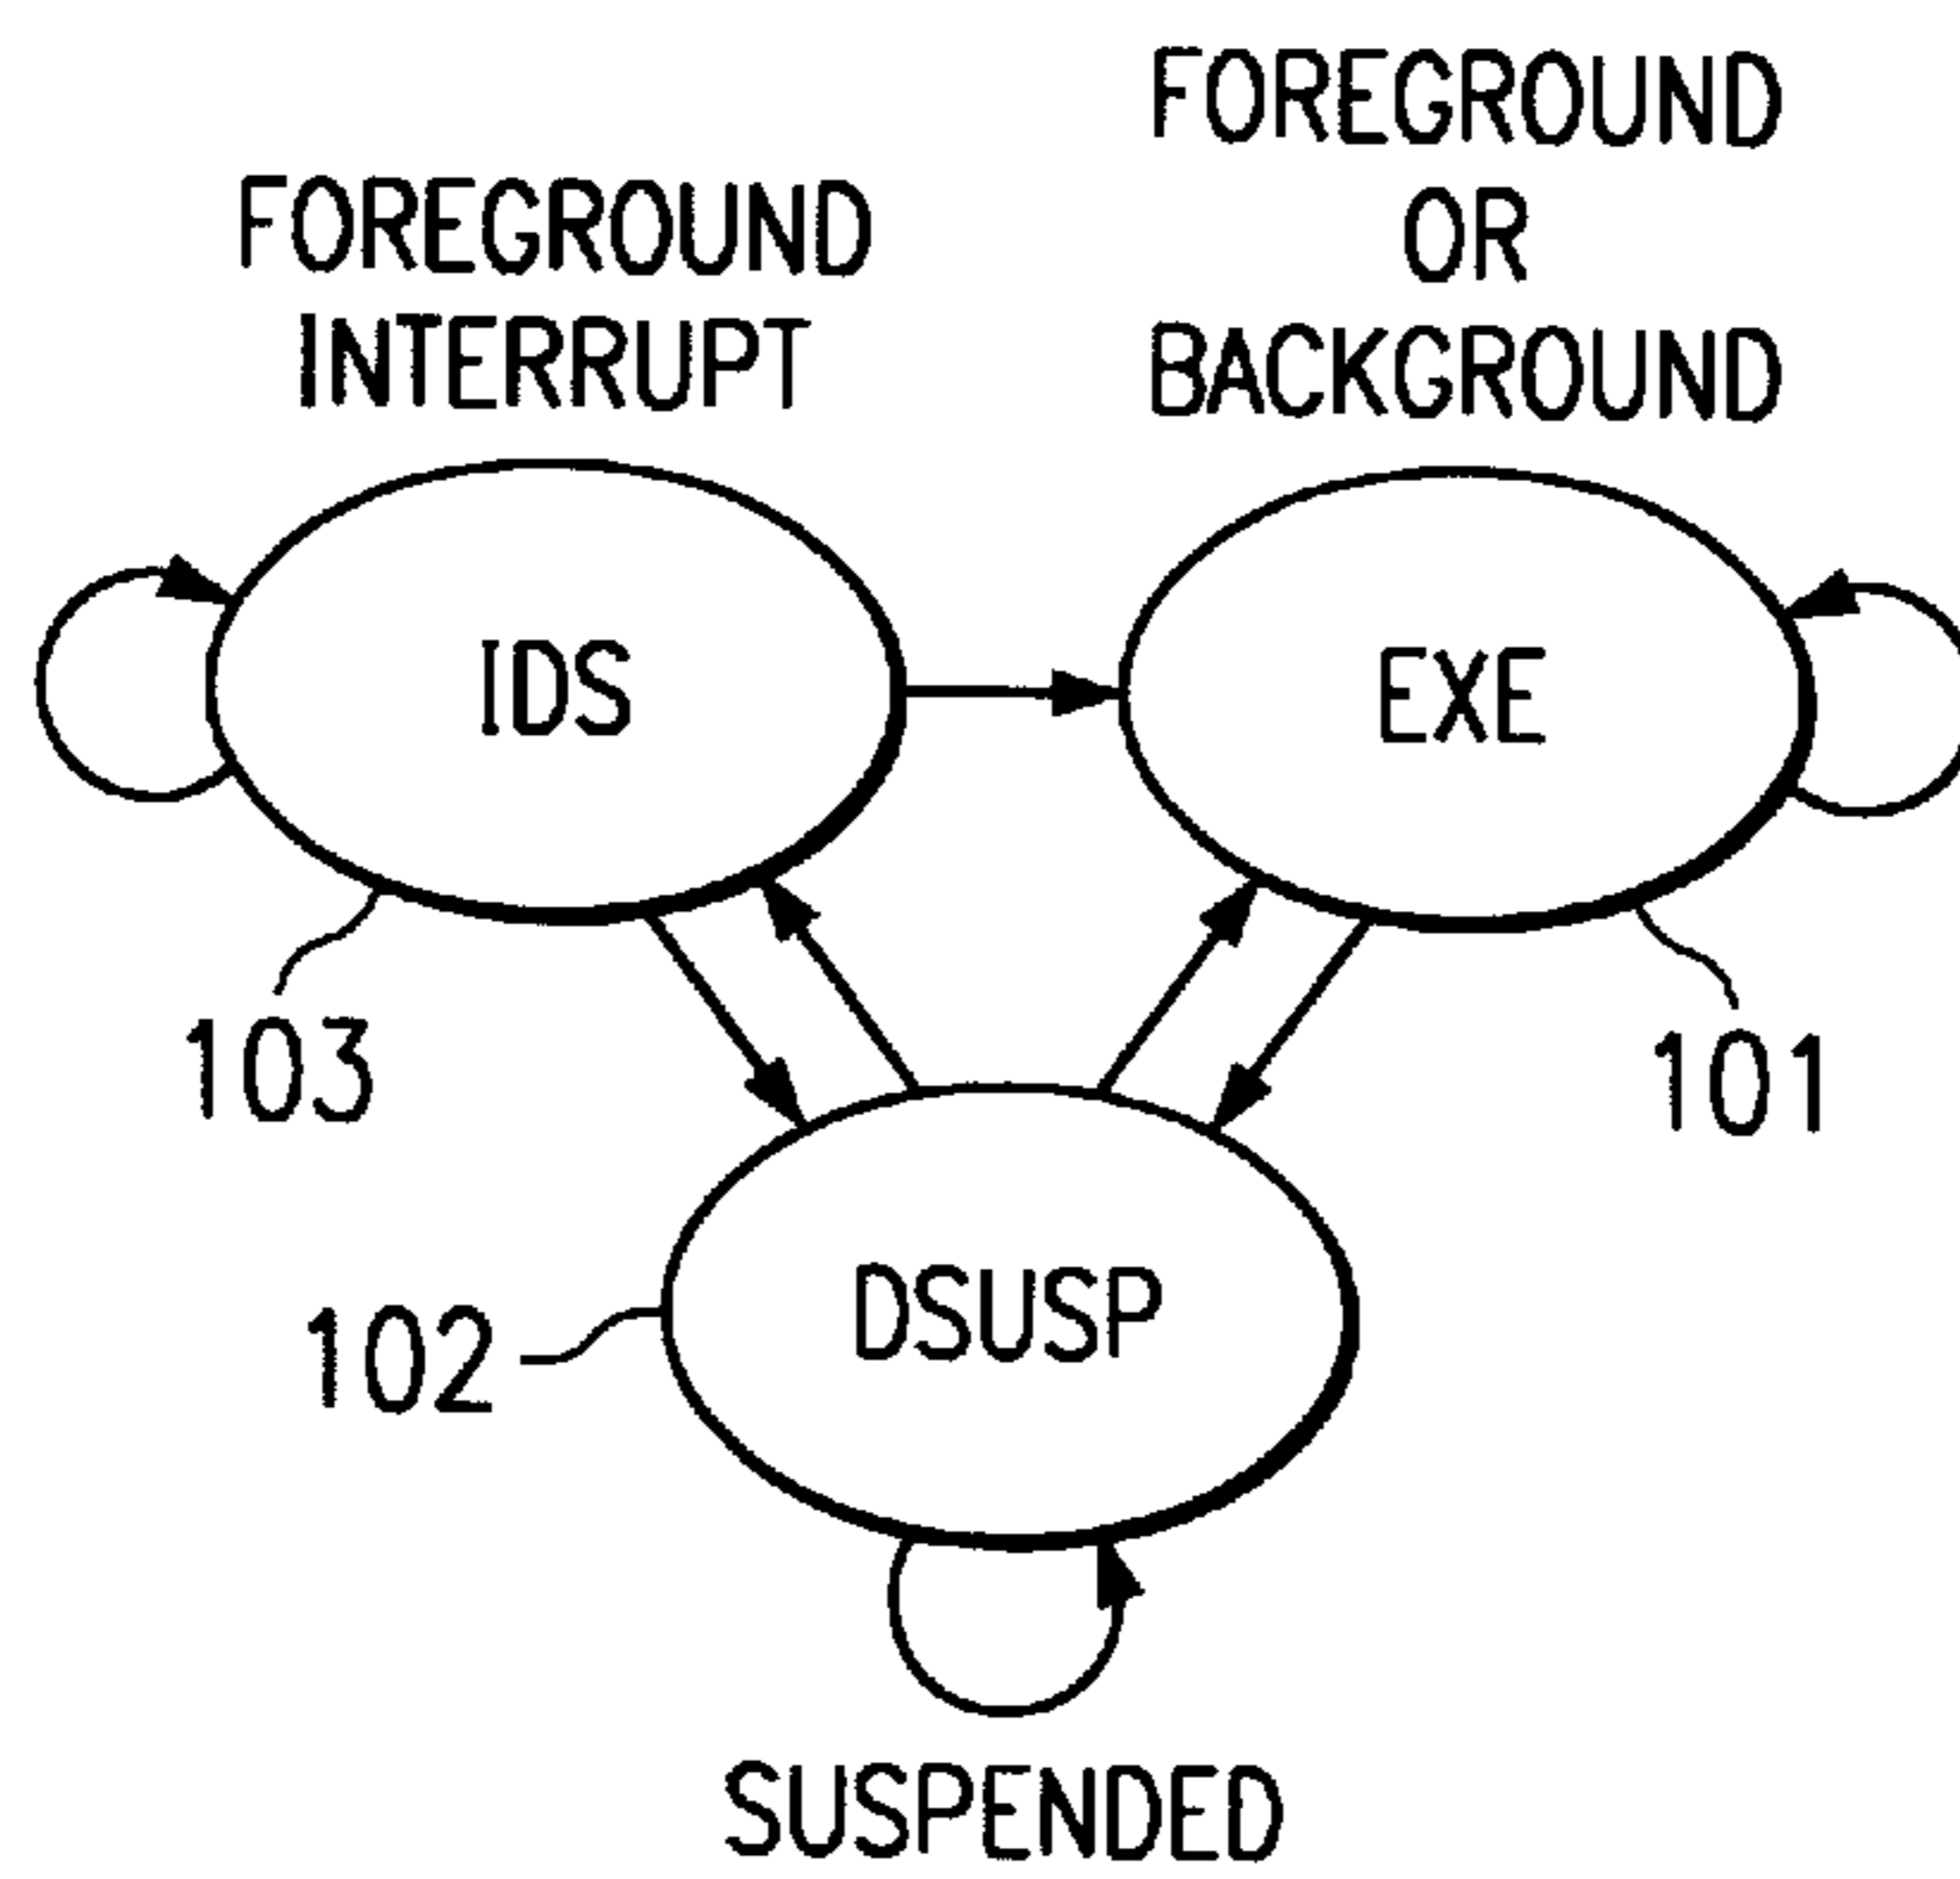 FOREGROUND
INTERRUPT
FOREGROUND
OR
BACKGROUND
IDS
EXE
103
101
DSUSP
102
SUSPENDED